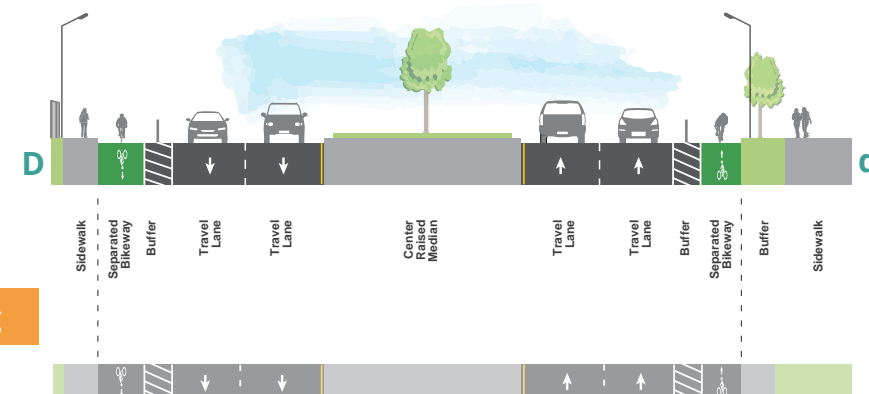 D
d
Sidewalk
Separated
Bikeway
Buffer
Travel
Lane
Travel
Lane
Center
Raised
Median
Travel
Lane
Travel
Lane
Buffer
Separated
Bikeway
Buffer
Sidewalk